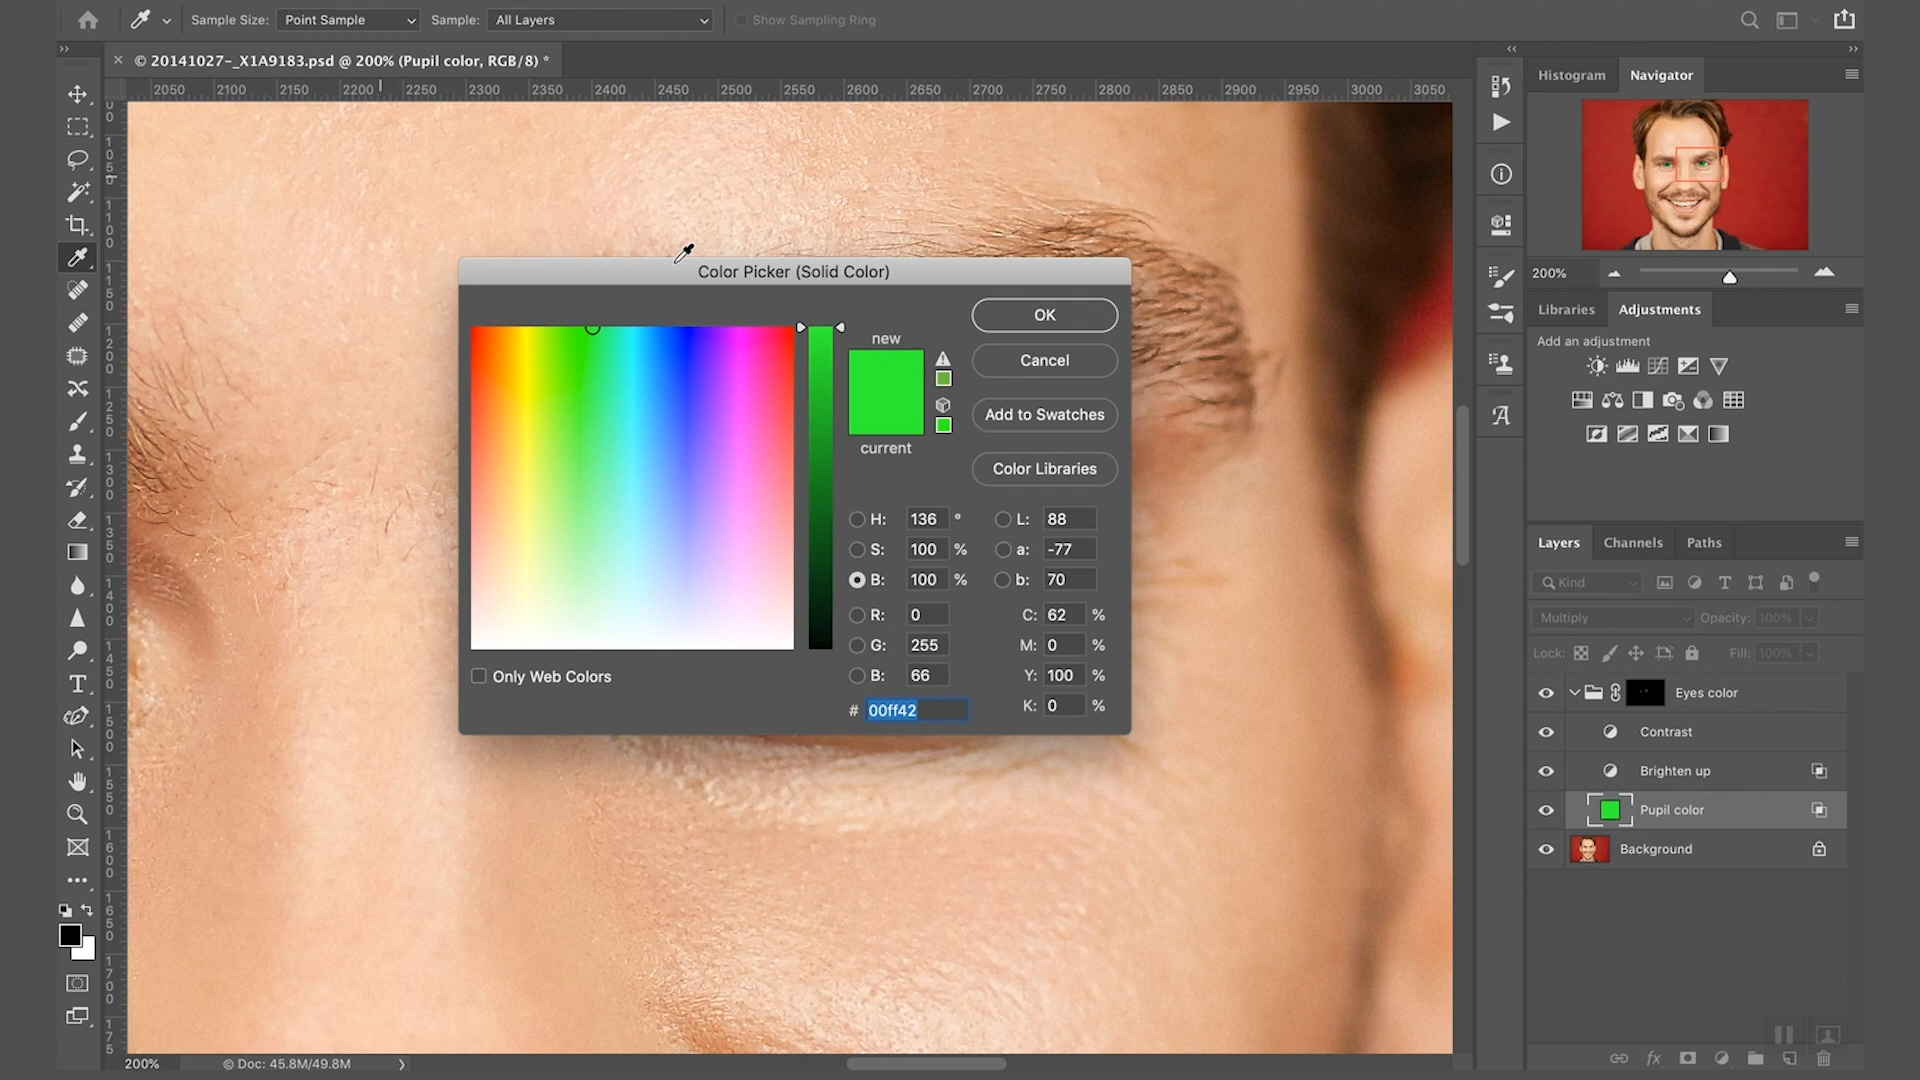 Sample Size: Point Sample Sample: All Layers Show Sampling Ring
© 20141027-_X1A9183.psd @ 200% (Pupil color, RGB/8) *
2050 2100 2150 2200 2250 2300 2350 2400 2450 2500 2550 2600 2650 2700 2750 2800 2850 2900 2950 3000 3050
Histogram Navigator
200%
Libraries Adjustments
Add an adjustment
Color Picker (Solid Color)
new
current
OK
Cancel
Add to Swatches
Color Libraries
H: 136 ° L: 88
S: 100 % a: -77
B: 100 % b: 70
R: 0 C: 62 %
G: 255 M: 0 %
B: 66 Y: 100 %
# 00ff42 K: 0 %
Only Web Colors
Layers Channels Paths
Kind
Multiply Opacity: 100%
Lock: Fill: 100%
Eyes color
Contrast
Brighten up
Pupil color
Background
200% © Doc: 45.8M/49.8M